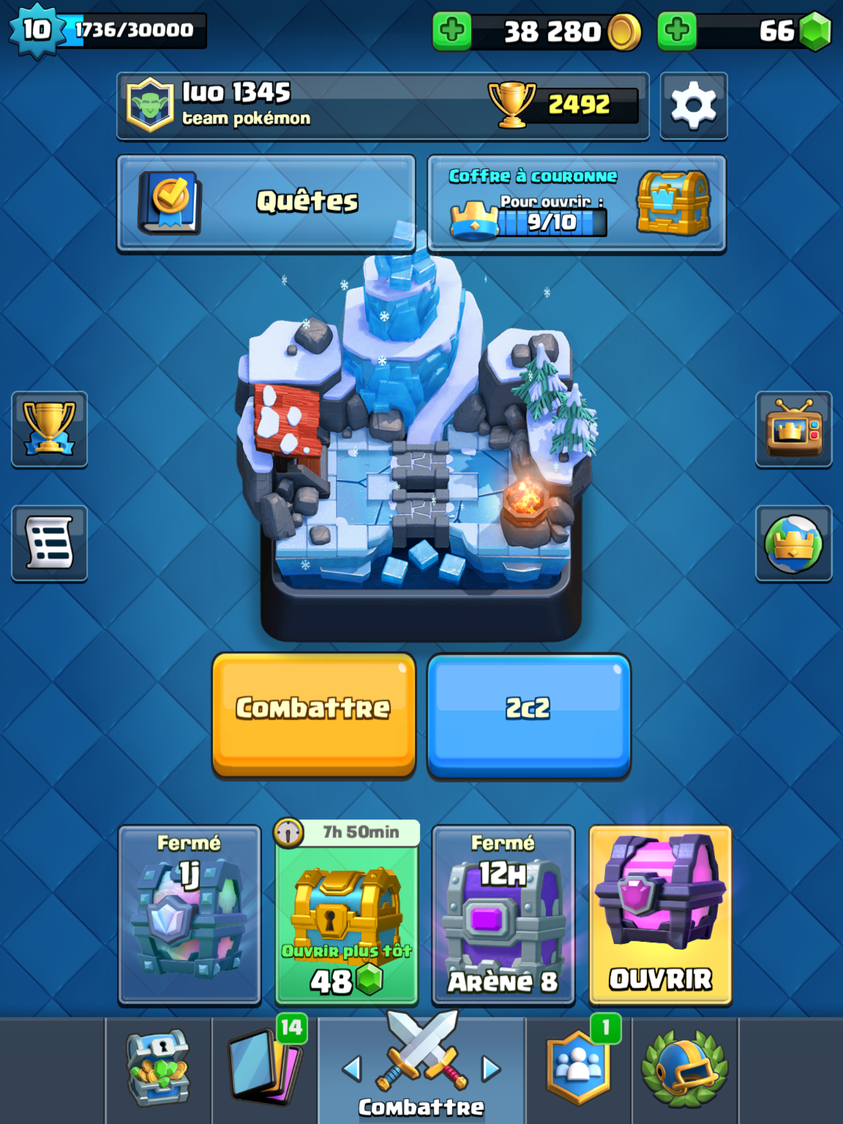 10
1736/30000
38 280
66
luo 1345
team pokémon
2492
Quêtes
Coffre à couronne
Pour ouvrir :
9/10
Combattre
2c2
Fermé
1j
7h 50min
Ouvrir plus tôt
48
Fermé
12H
Arène 8
OUVRIR
14
Combattre
1